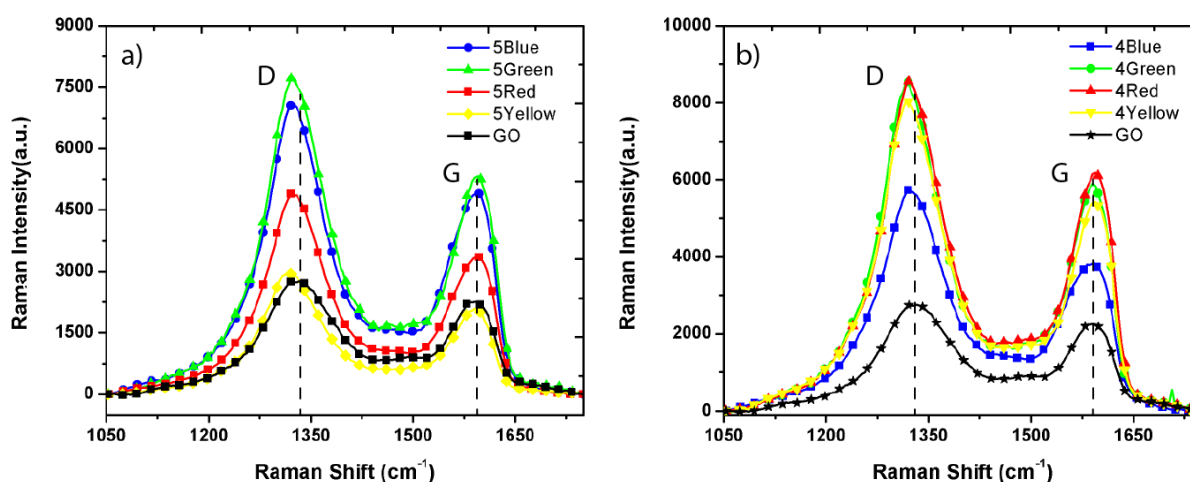 a)
D
G
5Blue
5Green
5Red
5Yellow
GO
9000
7500
6000
4500
3000
1500
0
Raman Intensity(a.u.)
1050
1200
1350
1500
1650
Raman Shift (cm⁻¹)
b)
D
G
4Blue
4Green
4Red
4Yellow
GO
10000
8000
6000
4000
2000
0
Raman Intensity(a.u.)
1050
1200
1350
1500
1650
Raman Shift (cm⁻¹)